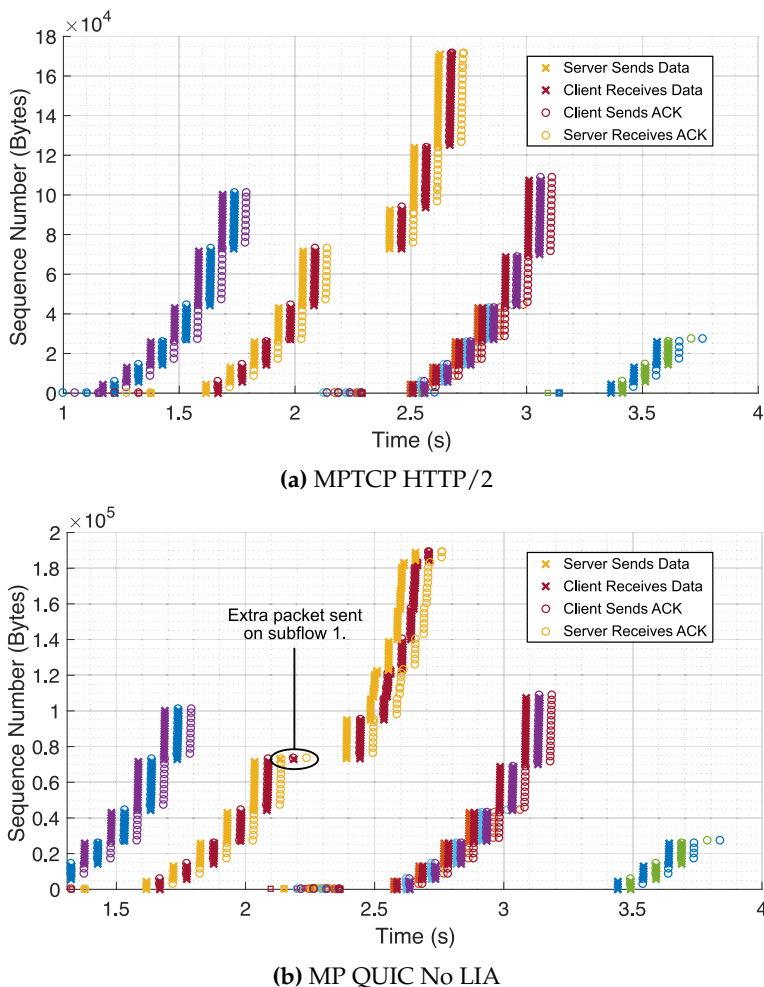 ×10^4
18
16
14
12
10
8
6
4
2
0
Sequence Number (Bytes)
Server Sends Data
Client Receives Data
Client Sends ACK
Server Receives ACK
1 1.5 2 2.5 3 3.5 4
Time (s)
(a) MPTCP HTTP/2
×10^5
2
1.8
1.6
1.4
1.2
1
0.8
0.6
0.4
0.2
0
Sequence Number (Bytes)
Server Sends Data
Client Receives Data
Client Sends ACK
Server Receives ACK
Extra packet sent
on subflow 1.
1.5 2 2.5 3 3.5 4
Time (s)
(b) MP QUIC No LIA